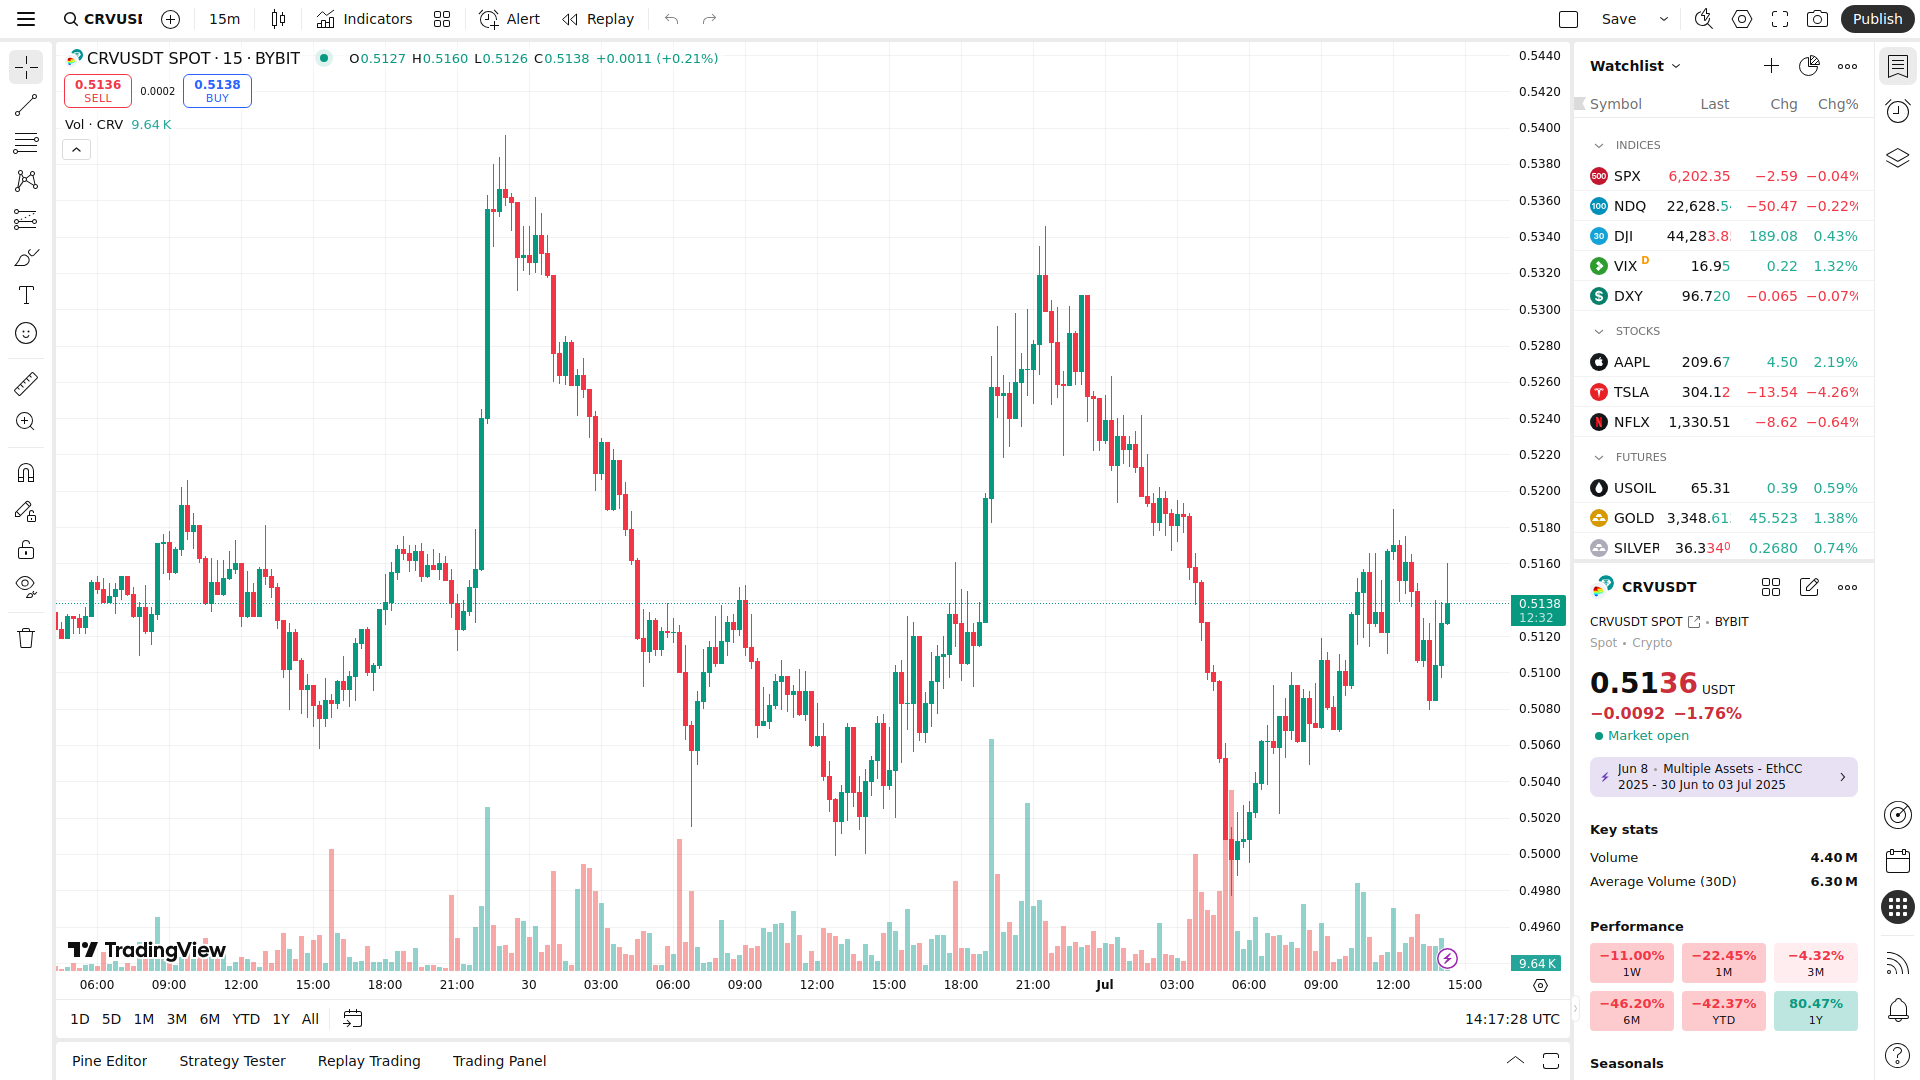 CRVUSD
15m
Indicators
Alert
Replay
Save
Publish
CRVUSDT SPOT · 15 · BYBIT
O0.5127 H0.5160 L0.5126 C0.5138 +0.0011 (+0.21%)
0.5136 SELL
0.0002
0.5138 BUY
Vol · CRV 9.64 K
0.5440
0.5420
0.5400
0.5380
0.5360
0.5340
0.5320
0.5300
0.5280
0.5260
0.5240
0.5220
0.5200
0.5180
0.5160
0.5138
12:32
0.5120
0.5100
0.5080
0.5060
0.5040
0.5020
0.5000
0.4980
0.4960
9.64 K
TradingView
06:00 09:00 12:00 15:00 18:00 21:00 30 03:00 06:00 09:00 12:00 15:00 18:00 21:00 Jul 03:00 06:00 09:00 12:00 15:00
1D 5D 1M 3M 6M YTD 1Y All
14:17:28 UTC
Pine Editor Strategy Tester Replay Trading Trading Panel
Watchlist
Symbol Last Chg Chg%
INDICES
500 SPX 6,202.35 −2.59 −0.04%
100 NDQ 22,628.5 −50.47 −0.22%
30 DJI 44,283.8 189.08 0.43%
VIX D 16.95 0.22 1.32%
$ DXY 96.720 −0.065 −0.07%
STOCKS
AAPL 209.67 4.50 2.19%
TSLA 304.12 −13.54 −4.26%
N NFLX 1,330.51 −8.62 −0.64%
FUTURES
USOIL 65.31 0.39 0.59%
GOLD 3,348.61 45.523 1.38%
SILVER 36.3340 0.2680 0.74%
CRVUSDT
CRVUSDT SPOT • BYBIT
Spot • Crypto
0.5136 USDT
−0.0092 −1.76%
Market open
Jun 8 • Multiple Assets - EthCC
2025 - 30 Jun to 03 Jul 2025
Key stats
Volume 4.40 M
Average Volume (30D) 6.30 M
Performance
−11.00% 1W
−22.45% 1M
−4.32% 3M
−46.20% 6M
−42.37% YTD
80.47% 1Y
Seasonals